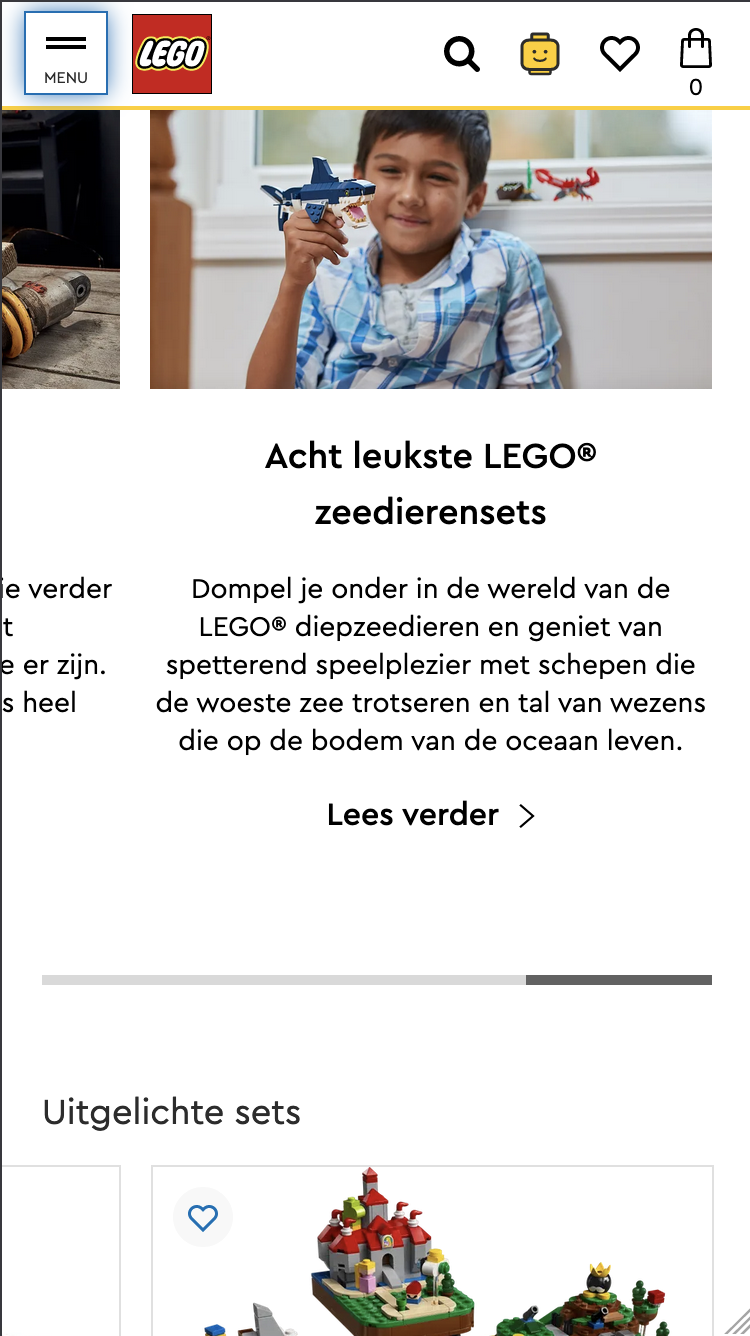 MENU
LEGO
0
Acht leukste LEGO®
zeedierensets
ie verder
t
e er zijn.
s heel
Dompel je onder in de wereld van de
LEGO® diepzeedieren en geniet van
spetterend speelplezier met schepen die
de woeste zee trotseren en tal van wezens
die op de bodem van de oceaan leven.
Lees verder
Uitgelichte sets